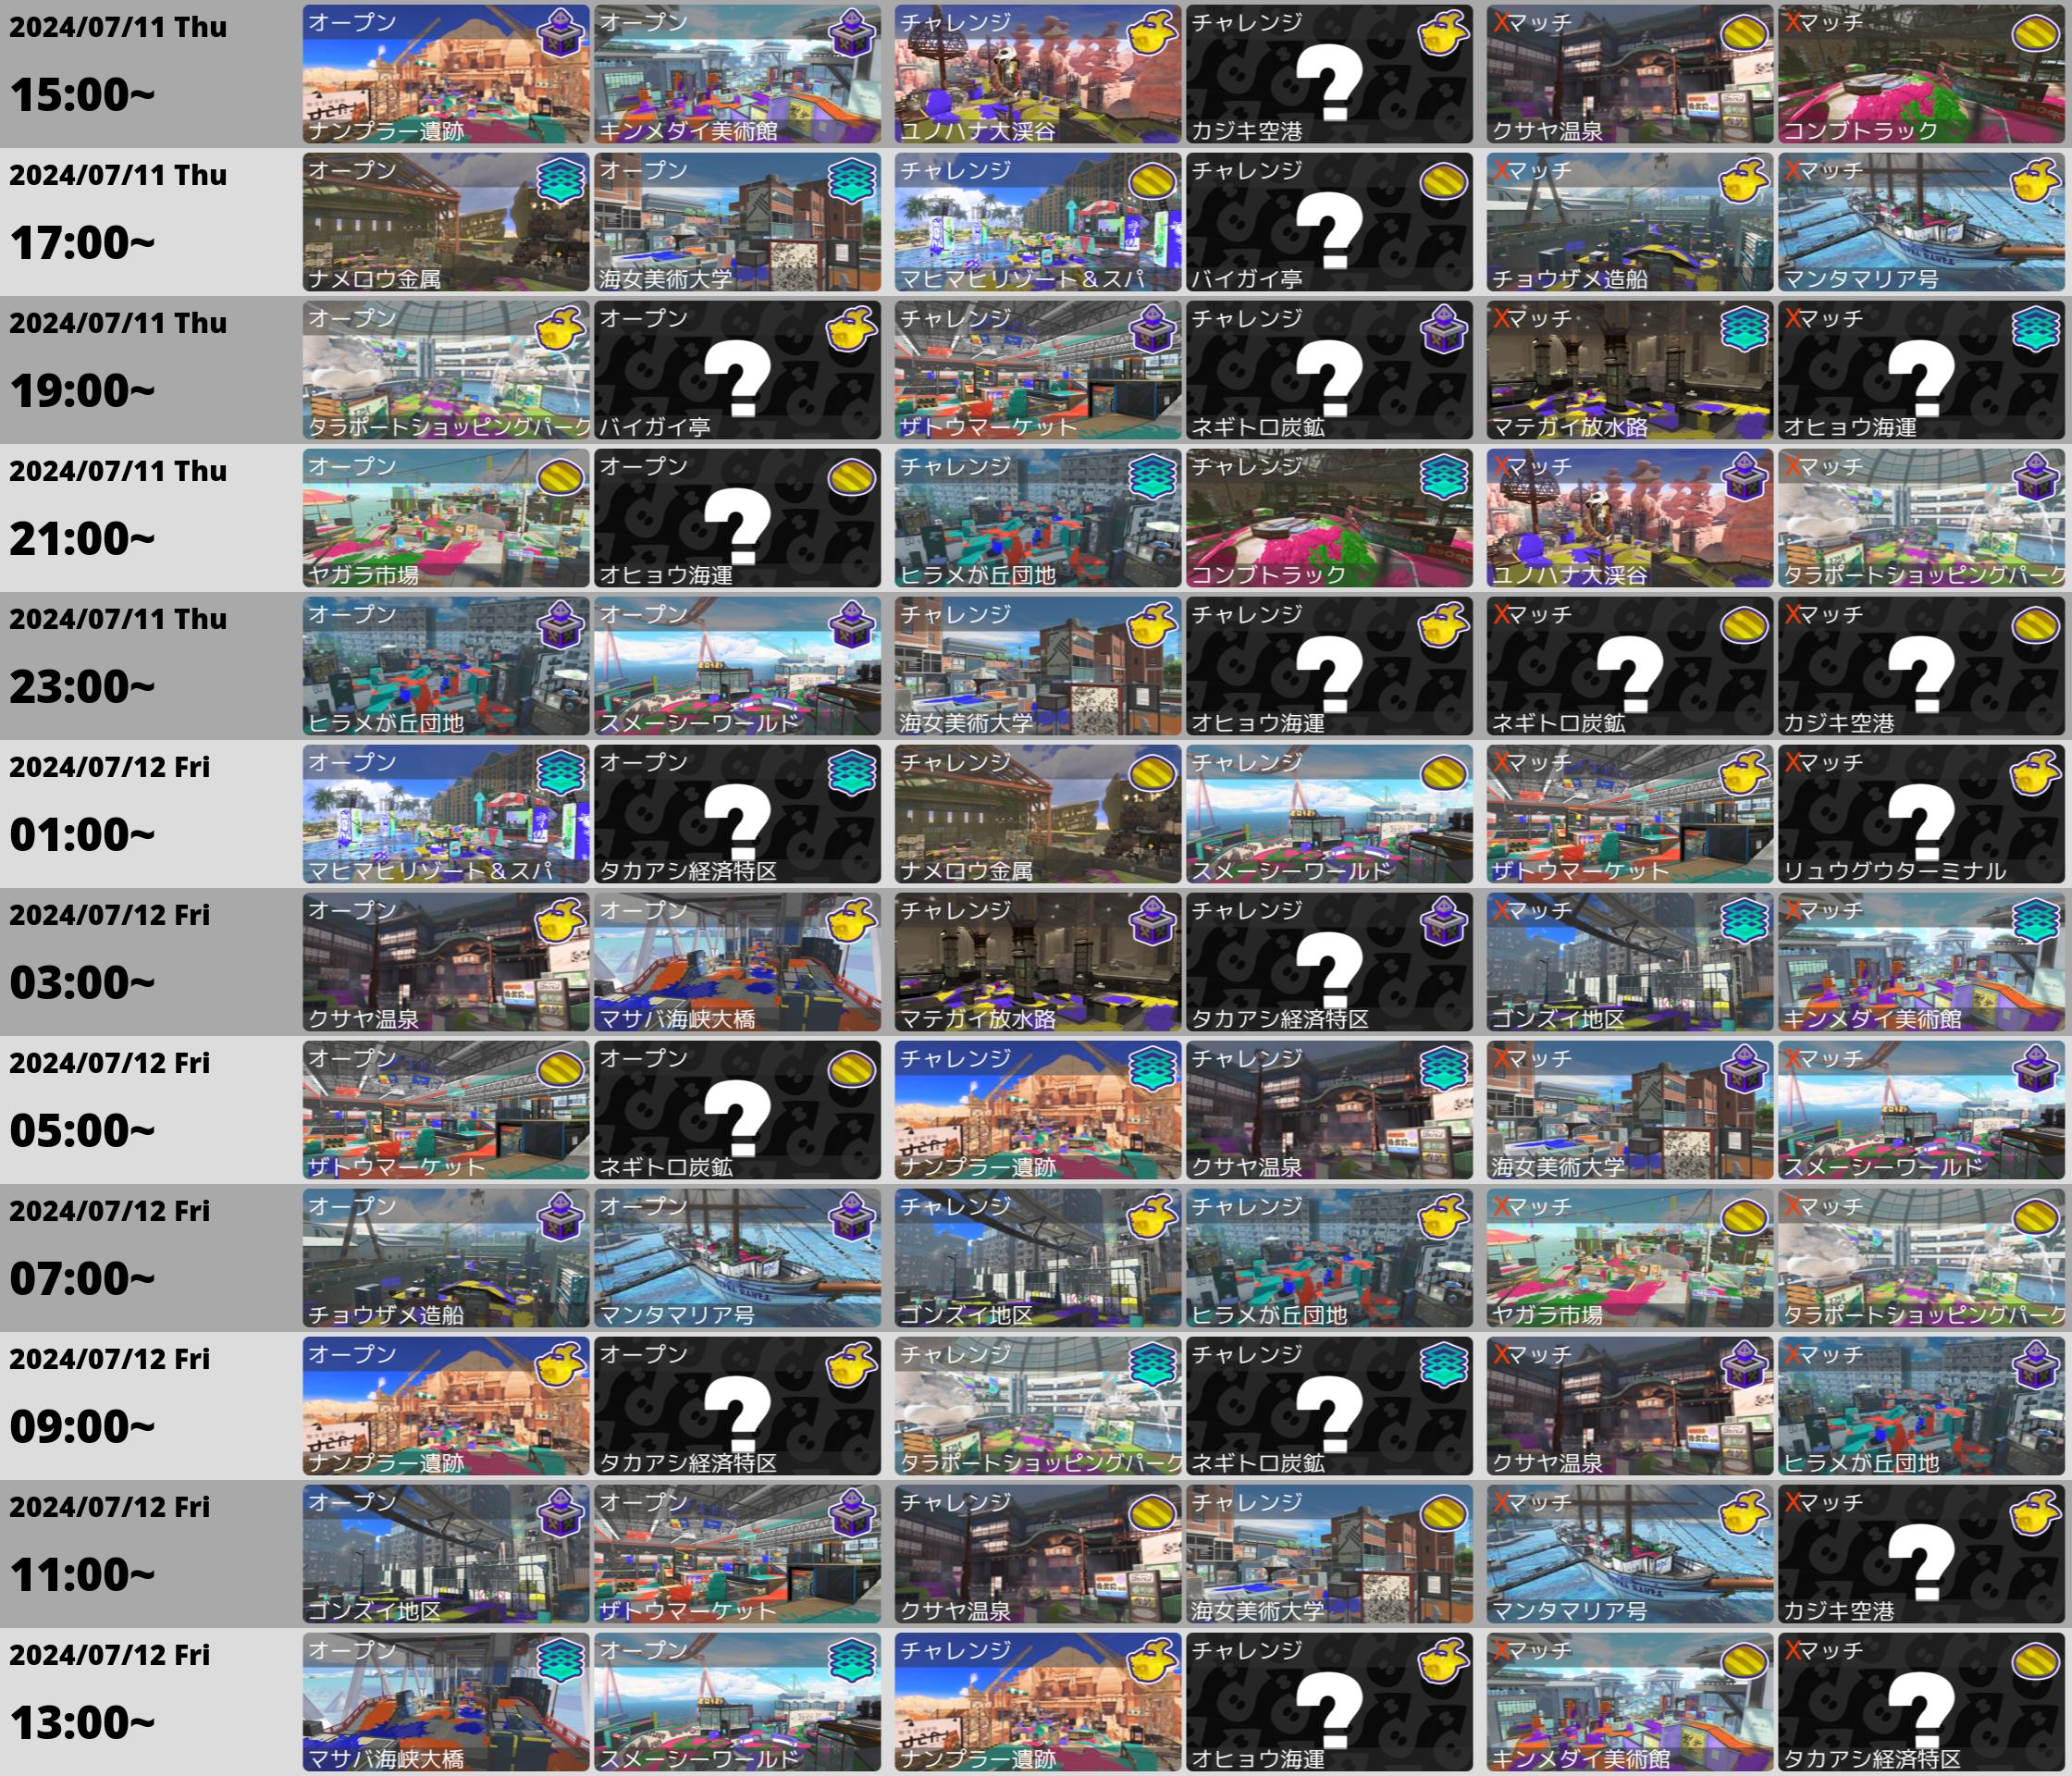 2024/07/11 Thu
15:00~
オープン
ナンプラー遺跡
オープン
キンメダイ美術館
チャレンジ
ユノハナ大渓谷
チャレンジ
?
カジキ空港
Xマッチ
クサヤ温泉
Xマッチ
コンブトラック
2024/07/11 Thu
17:00~
オープン
ナメロウ金属
オープン
海女美術大学
チャレンジ
マヒマヒリゾート&スパ
チャレンジ
?
バイガイ亭
Xマッチ
チョウザメ造船
Xマッチ
マンタマリア号
2024/07/11 Thu
19:00~
オープン
タラポートショッピングパーク
オープン
?
バイガイ亭
チャレンジ
ザトウマーケット
チャレンジ
?
ネギトロ炭鉱
Xマッチ
マテガイ放水路
Xマッチ
?
オヒョウ海運
2024/07/11 Thu
21:00~
オープン
ヤガラ市場
オープン
?
オヒョウ海運
チャレンジ
ヒラメが丘団地
チャレンジ
コンブトラック
Xマッチ
ユノハナ大渓谷
Xマッチ
タラポートショッピングパーク
2024/07/11 Thu
23:00~
オープン
ヒラメが丘団地
オープン
スメーシーワールド
チャレンジ
海女美術大学
チャレンジ
?
オヒョウ海運
Xマッチ
?
ネギトロ炭鉱
Xマッチ
?
カジキ空港
2024/07/12 Fri
01:00~
オープン
マヒマヒリゾート&スパ
オープン
?
タカアシ経済特区
チャレンジ
ナメロウ金属
チャレンジ
スメーシーワールド
Xマッチ
ザトウマーケット
Xマッチ
?
リュウグウターミナル
2024/07/12 Fri
03:00~
オープン
クサヤ温泉
オープン
マサバ海峡大橋
チャレンジ
マテガイ放水路
チャレンジ
?
タカアシ経済特区
Xマッチ
ゴンズイ地区
Xマッチ
キンメダイ美術館
2024/07/12 Fri
05:00~
オープン
ザトウマーケット
オープン
?
ネギトロ炭鉱
チャレンジ
ナンプラー遺跡
チャレンジ
クサヤ温泉
Xマッチ
海女美術大学
Xマッチ
スメーシーワールド
2024/07/12 Fri
07:00~
オープン
チョウザメ造船
オープン
マンタマリア号
チャレンジ
ゴンズイ地区
チャレンジ
ヒラメが丘団地
Xマッチ
ヤガラ市場
Xマッチ
タラポートショッピングパーク
2024/07/12 Fri
09:00~
オープン
ナンプラー遺跡
オープン
?
タカアシ経済特区
チャレンジ
タラポートショッピングパーク
チャレンジ
?
ネギトロ炭鉱
Xマッチ
クサヤ温泉
Xマッチ
ヒラメが丘団地
2024/07/12 Fri
11:00~
オープン
ゴンズイ地区
オープン
ザトウマーケット
チャレンジ
クサヤ温泉
チャレンジ
海女美術大学
Xマッチ
マンタマリア号
Xマッチ
?
カジキ空港
2024/07/12 Fri
13:00~
オープン
マサバ海峡大橋
オープン
スメーシーワールド
チャレンジ
ナンプラー遺跡
チャレンジ
?
オヒョウ海運
Xマッチ
キンメダイ美術館
Xマッチ
?
タカアシ経済特区